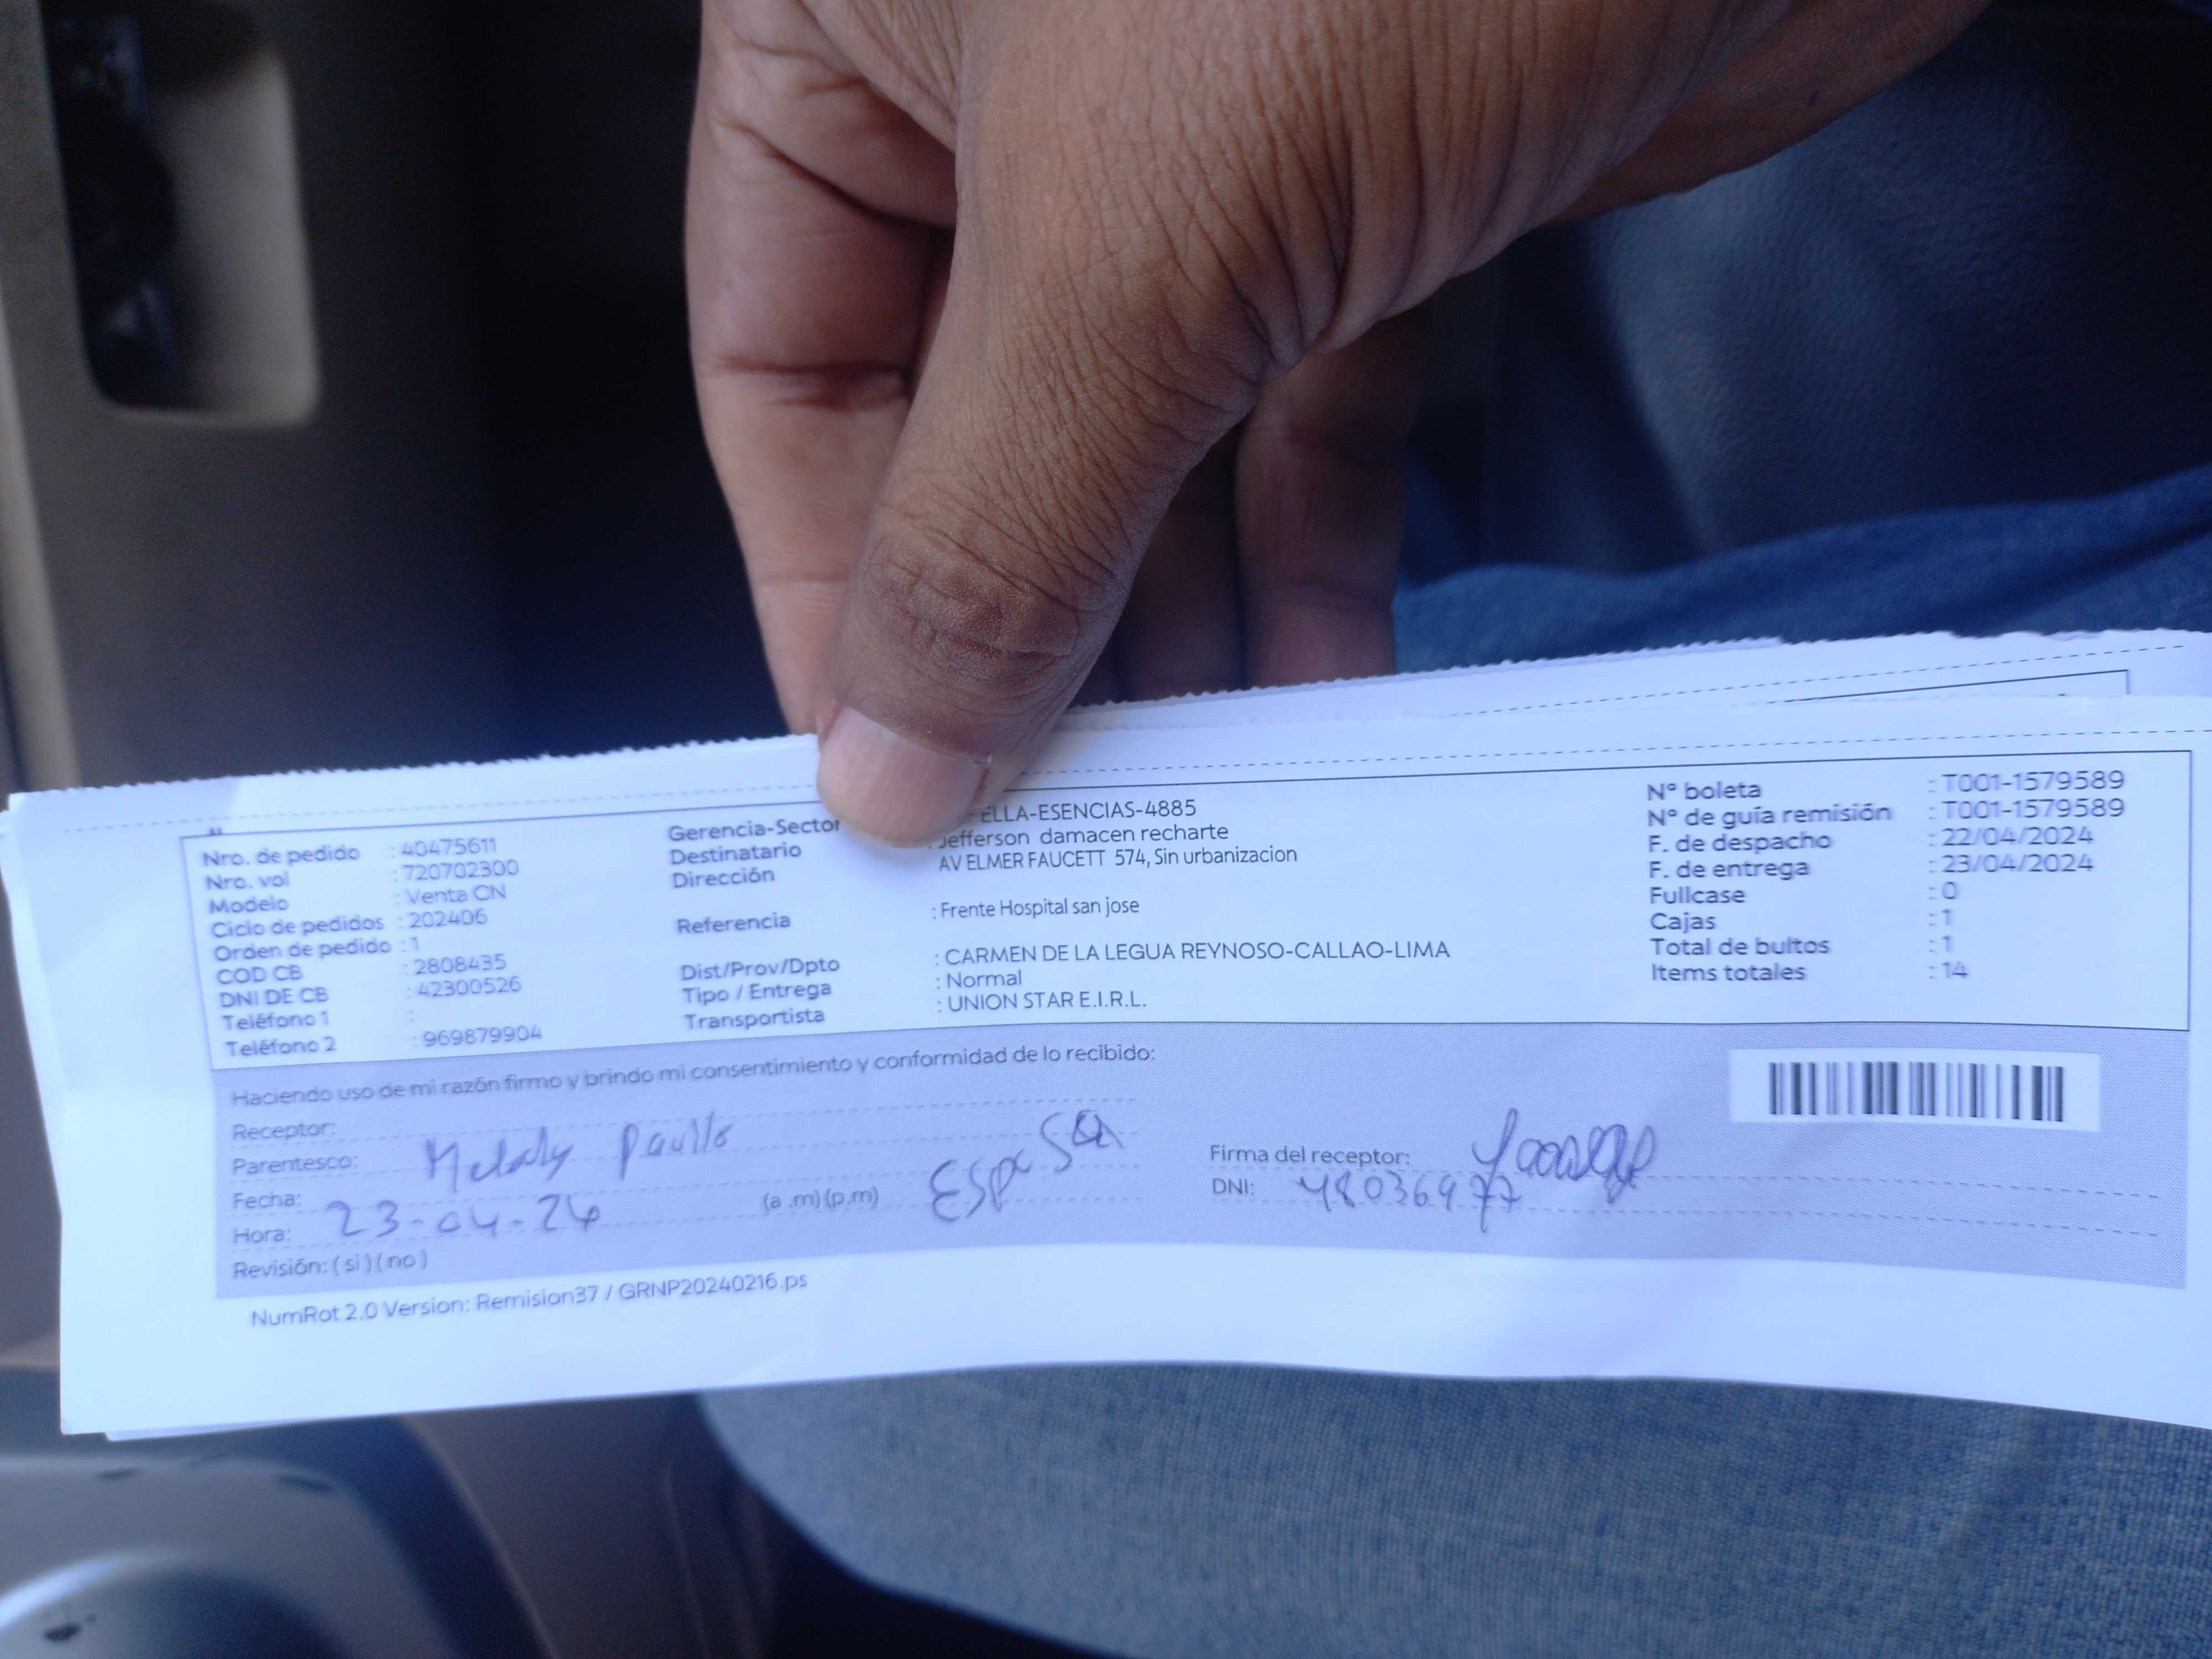 Nro. de pedido : 40475611
Nro. vol : 720702300
Modelo : Venta CN
Ciclo de pedidos : 202406
Orden de pedido : 1
COD CB : 2808435
DNI DE CB : 42300526
Teléfono 1 :
Teléfono 2 : 969879904
Gerencia-Sector ELLA-ESENCIAS-4885
Destinatario : Jefferson damacen recharte
Dirección AV ELMER FAUCETT 574, Sin urbanizacion
Referencia : Frente Hospital san jose
Dist/Prov/Dpto : CARMEN DE LA LEGUA REYNOSO-CALLAO-LIMA
Tipo / Entrega : Normal
Transportista : UNION STAR E.I.R.L.
N° boleta : T001-1579589
N° de guía remisión : T001-1579589
F. de despacho : 22/04/2024
F. de entrega : 23/04/2024
Fullcase : 0
Cajas : 1
Total de bultos : 1
Items totales : 14
Haciendo uso de mi razón firmo y brindo mi consentimiento y conformidad de lo recibido:
Receptor:
Parentesco: Esposa
Fecha: 23-04-24
Hora: (a .m) (p.m)
Revisión: ( si ) ( no )
Firma del receptor:
DNI: 48036977
NumRot 2.0 Version: Remision37 / GRNP20240216.ps